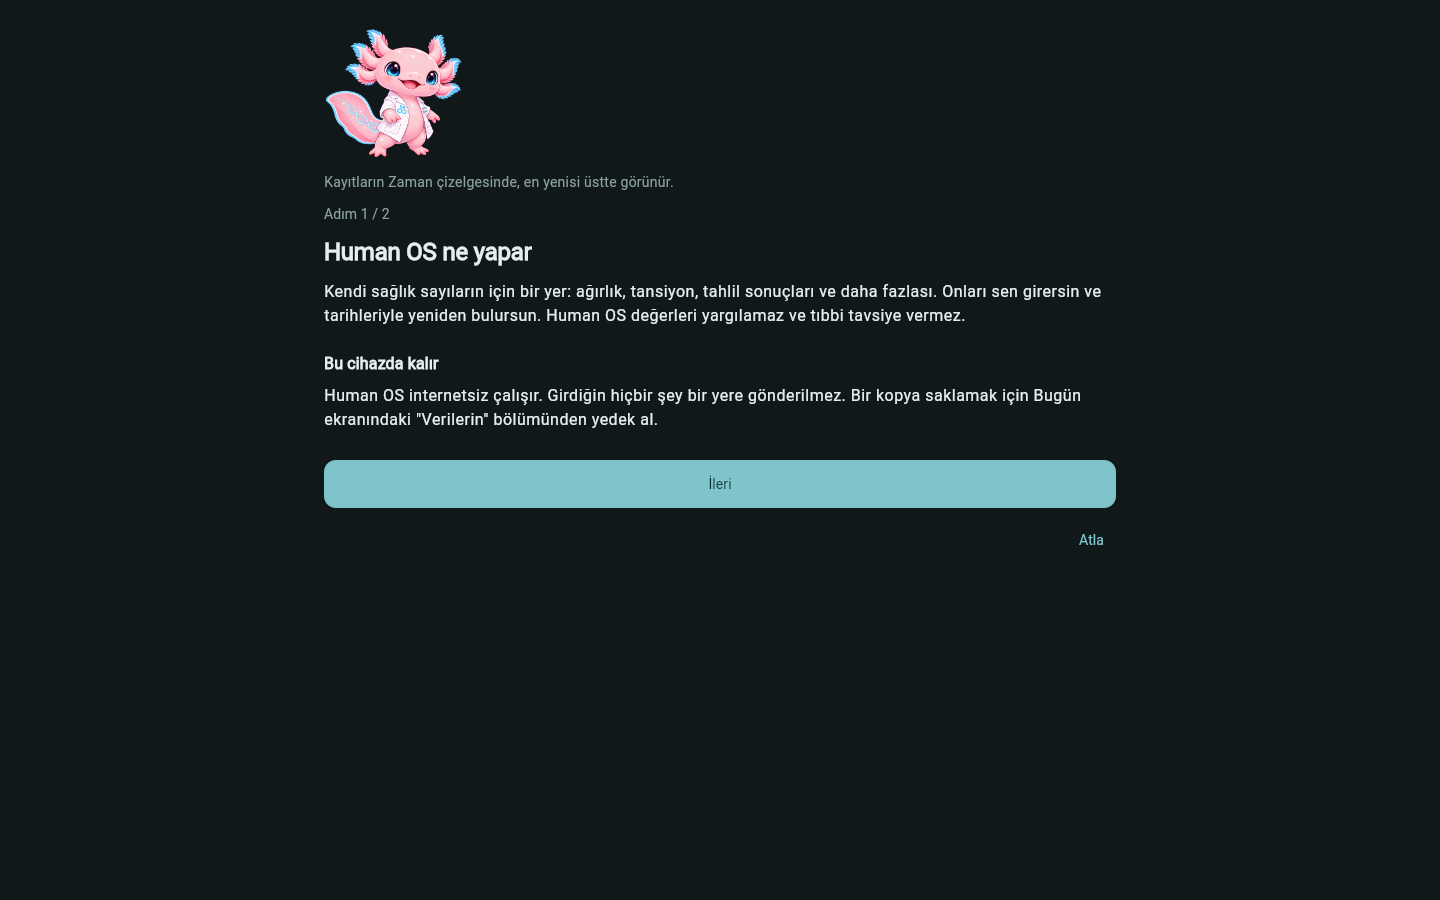 Kayıtların Zaman çizelgesinde, en yenisi üstte görünür.
Adım 1 / 2
Human OS ne yapar
Kendi sağlık sayıların için bir yer: ağırlık, tansiyon, tahlil sonuçları ve daha fazlası. Onları sen girersin ve
tarihleriyle yeniden bulursun. Human OS değerleri yargılamaz ve tıbbi tavsiye vermez.
Bu cihazda kalır
Human OS internetsiz çalışır. Girdiğin hiçbir şey bir yere gönderilmez. Bir kopya saklamak için Bugün
ekranındaki "Verilerin" bölümünden yedek al.
İleri
Atla